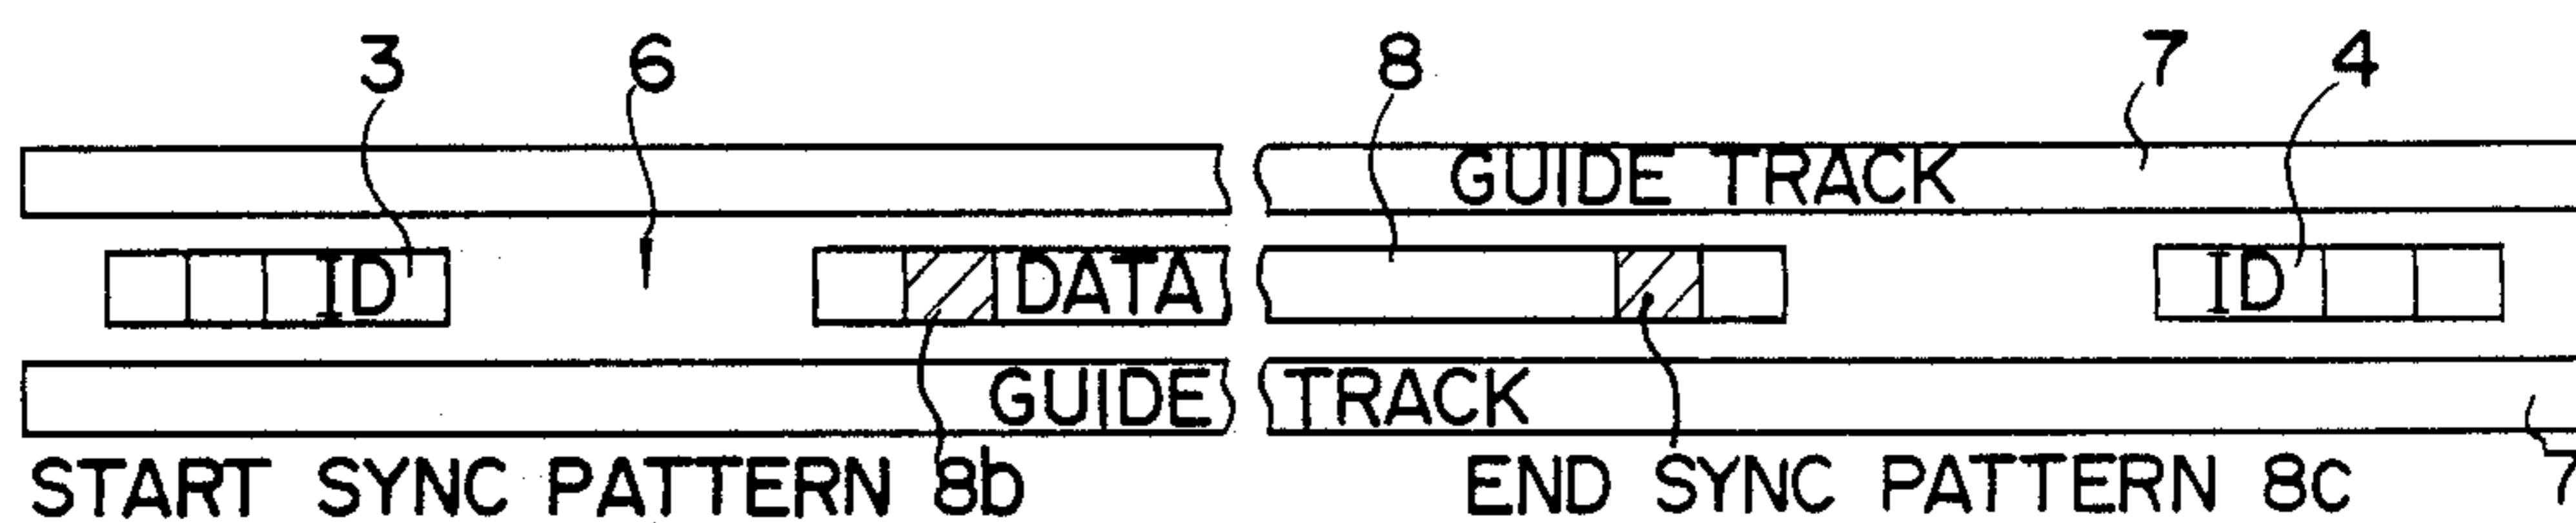 3 6 8 7 4
GUIDE TRACK
ID DATA ID
GUIDE TRACK
START SYNC PATTERN 8b END SYNC PATTERN 8c 7